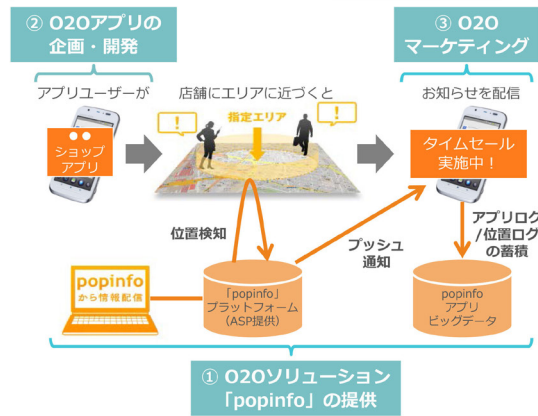 ② O2Oアプリの
企画・開発
③ O2O
マーケティング
アプリユーザーが
店舗にエリアに近づくと
お知らせを配信
!
指定エリア
!
●● ショップ
アプリ
タイムセール
実施中！
位置検知
プッシュ
通知
アプリログ
/位置ログ
の蓄積
popinfo
から情報配信
「popinfo」
プラットフォーム
（ASP提供）
popinfo
アプリ
ビッグデータ
① O2Oソリューション
「popinfo」の提供